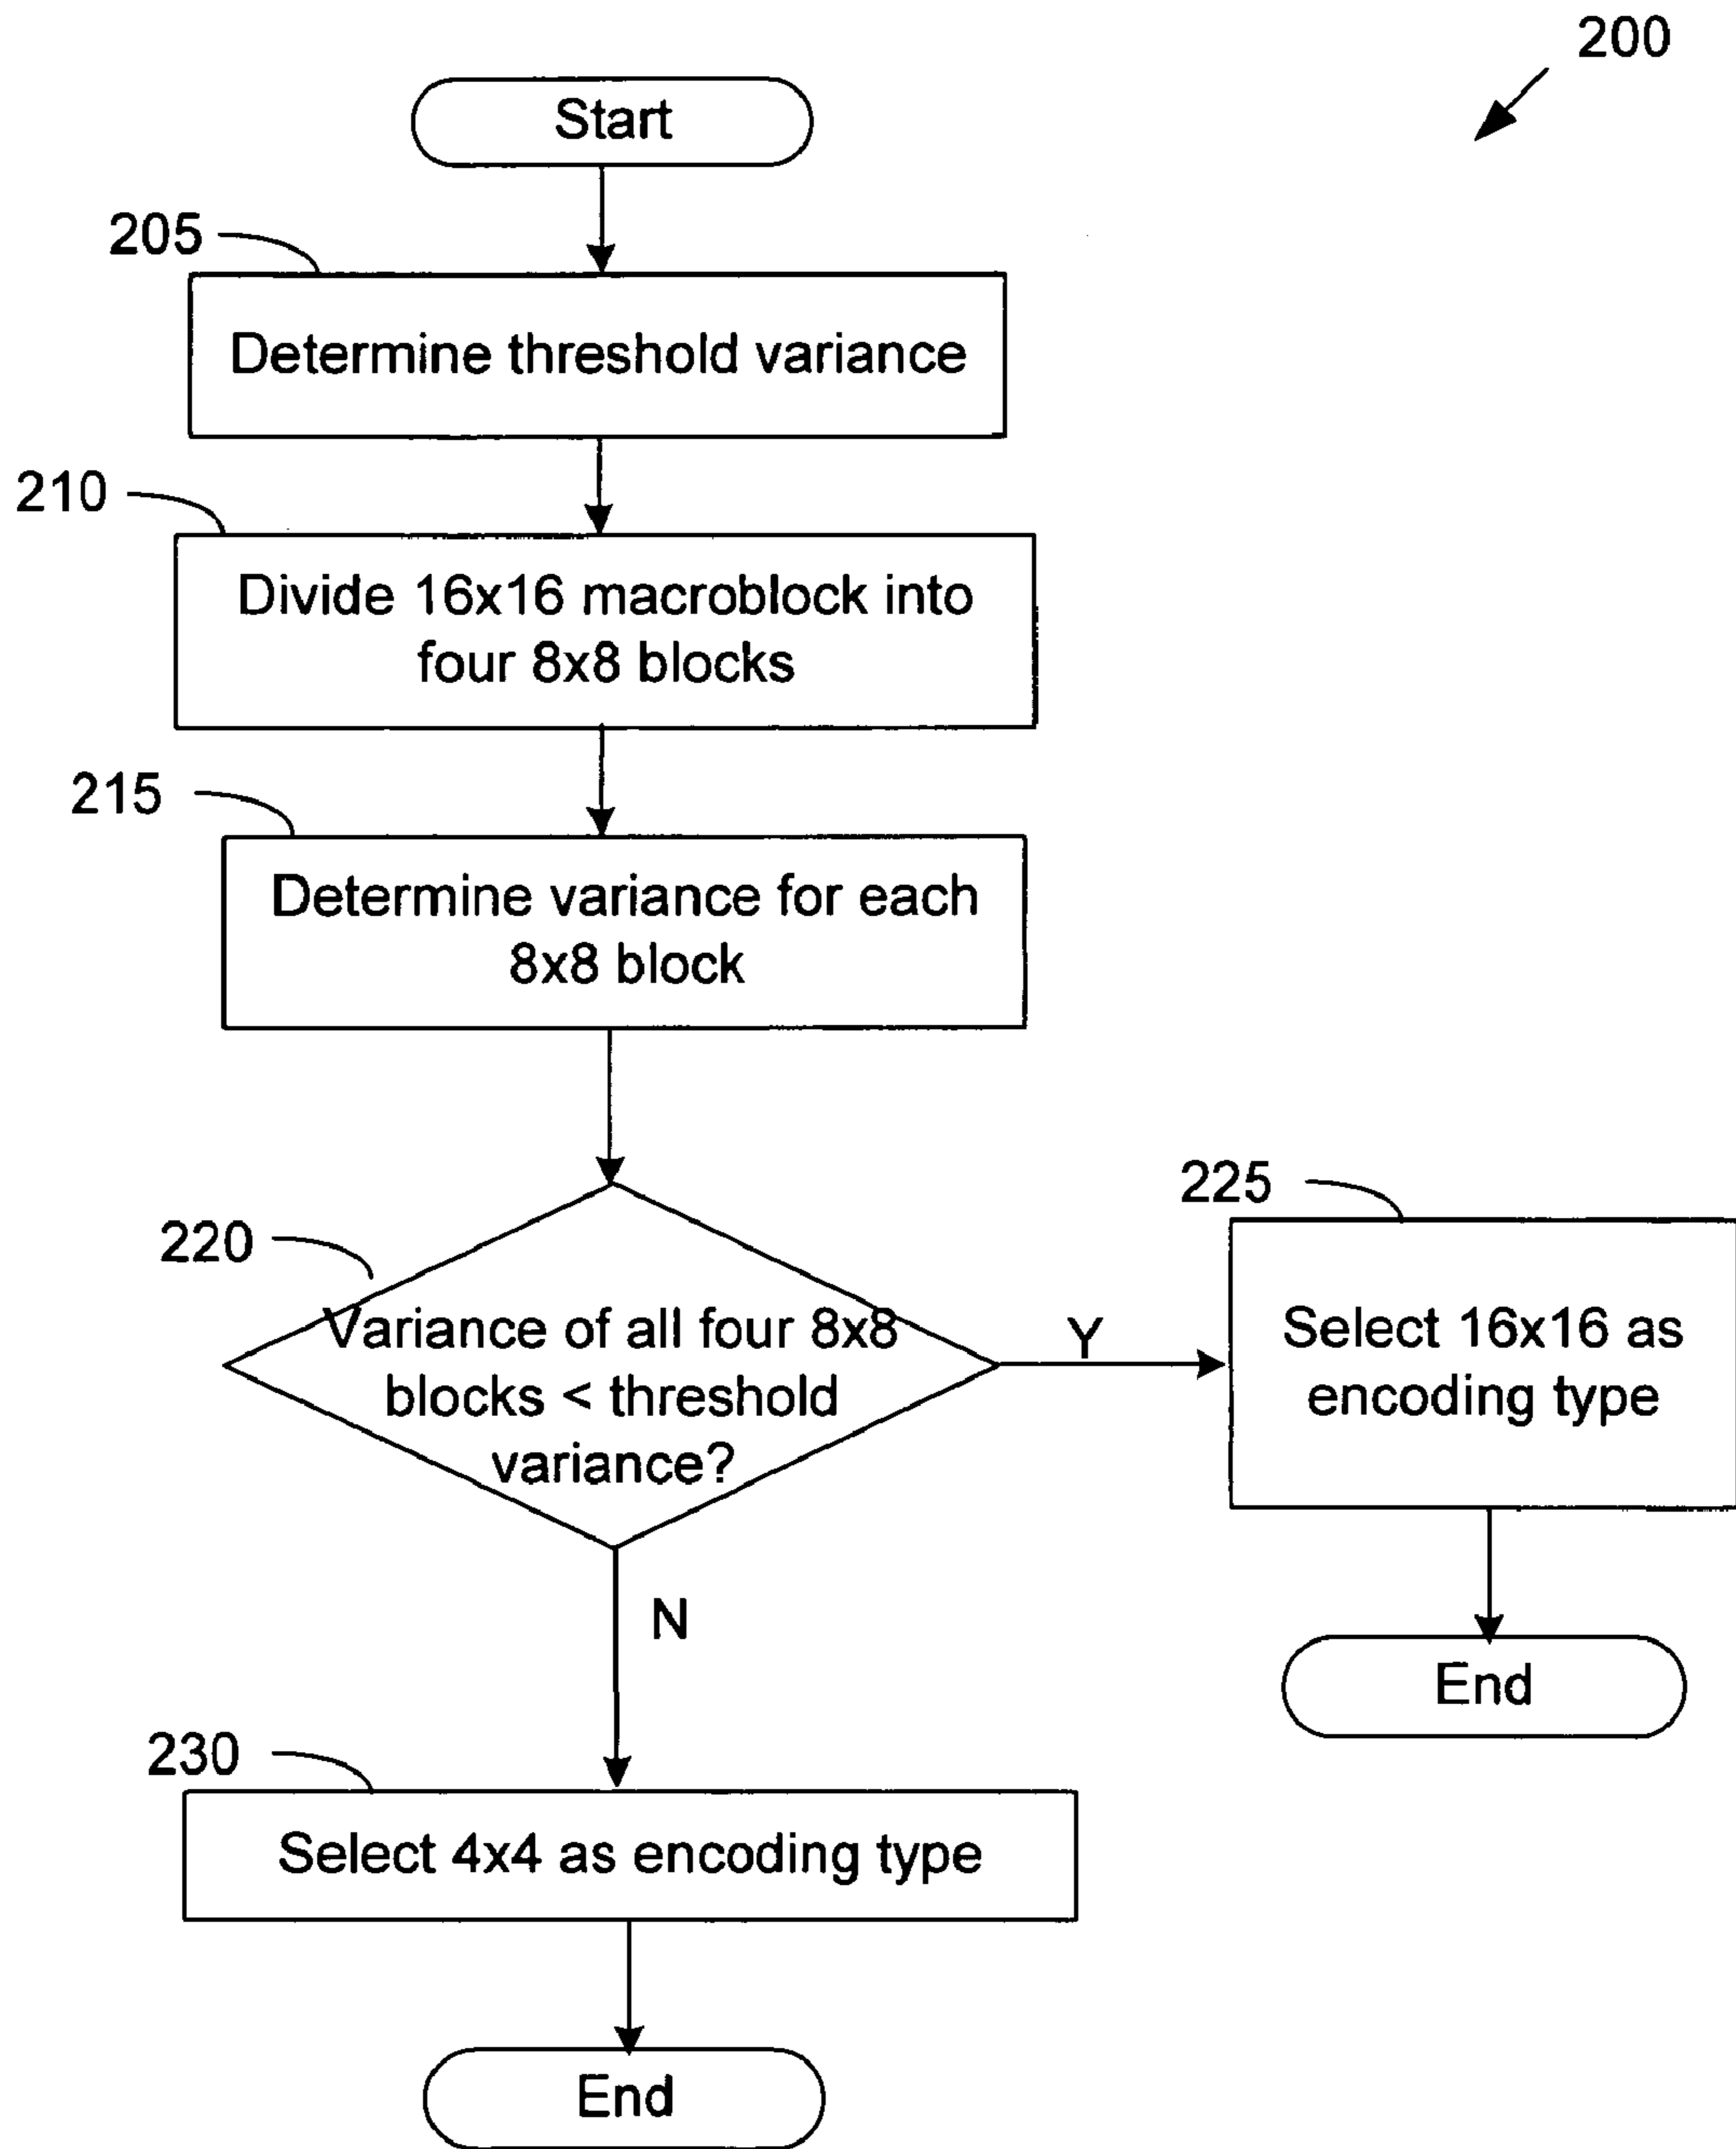 200
Start
205
Determine threshold variance
210
Divide 16x16 macroblock into
four 8x8 blocks
215
Determine variance for each
8x8 block
220
Variance of all four 8x8
blocks < threshold
variance?
Y
225
Select 16x16 as
encoding type
N
End
230
Select 4x4 as encoding type
End